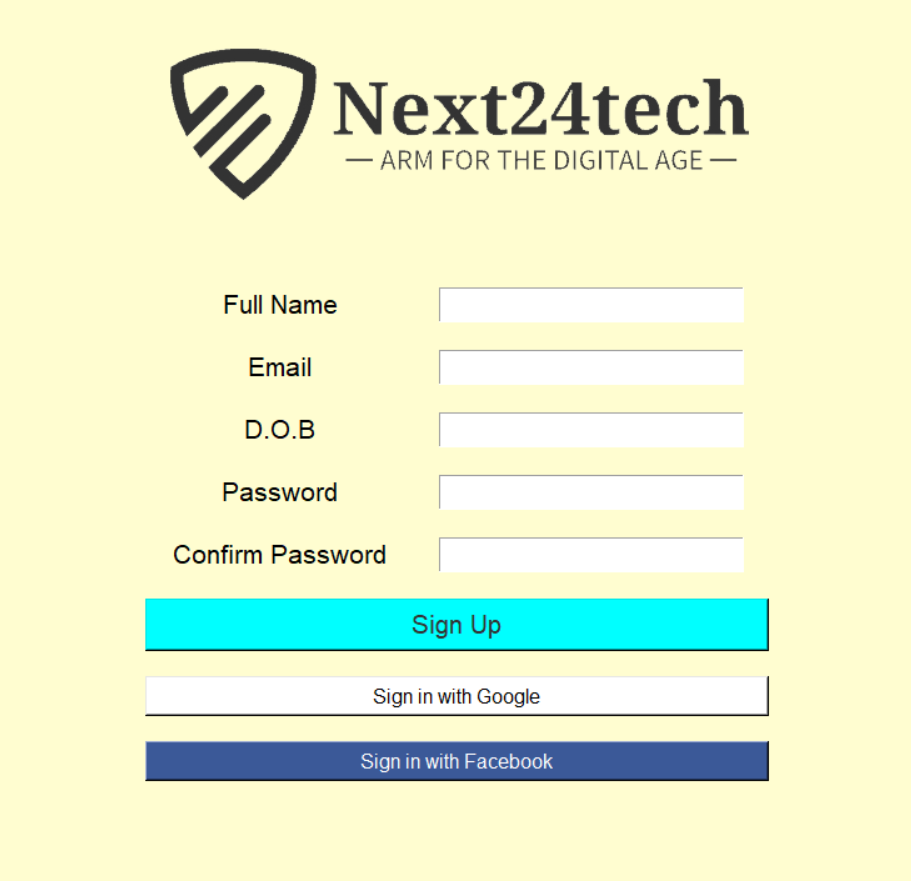 Next24tech
— ARM FOR THE DIGITAL AGE —
Full Name
Email
D.O.B
Password
Confirm Password
Sign Up
Sign in with Google
Sign in with Facebook